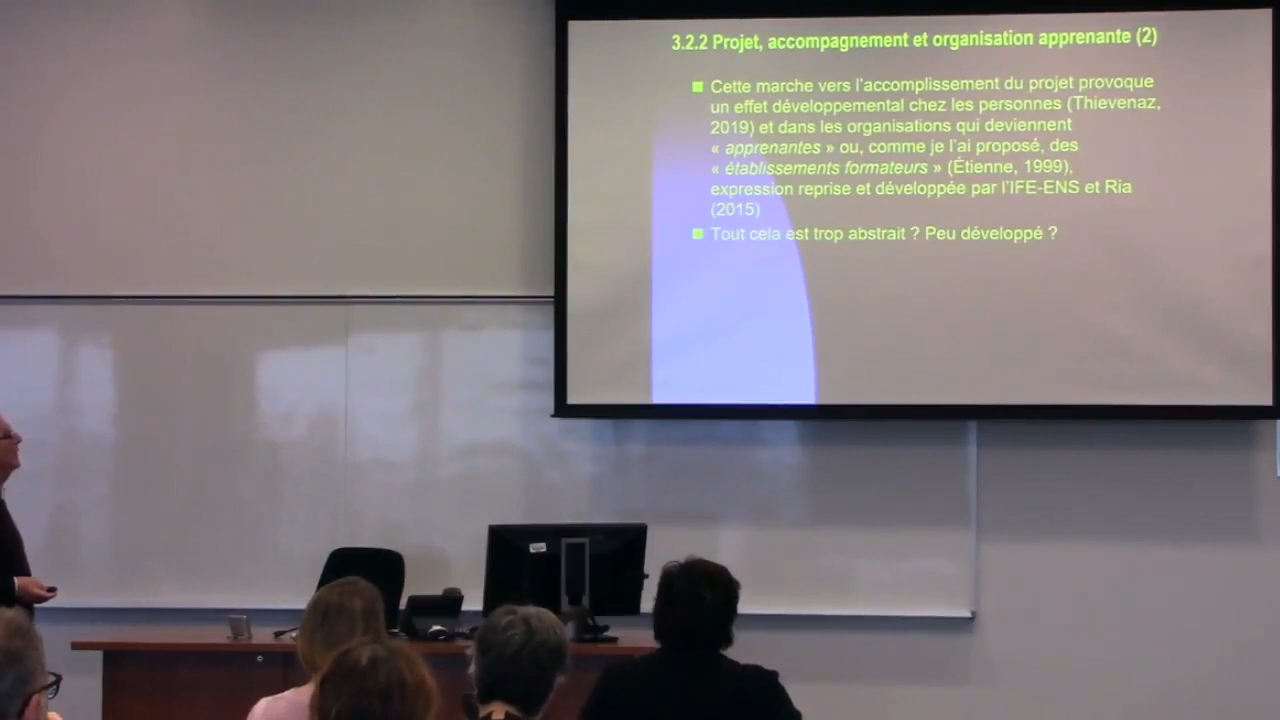 3.2.2 Projet, accompagnement et organisation apprenante (2)
Cette marche vers l'accomplissement du projet provoque
un effet développemental chez les personnes (Thievenaz,
2019) et dans les organisations qui deviennent
« apprenantes » ou, comme je l'ai proposé, des
« établissements formateurs » (Étienne, 1999),
expression reprise et développée par l'IFE-ENS et Ria
(2015)
Tout cela est trop abstrait ? Peu développé ?